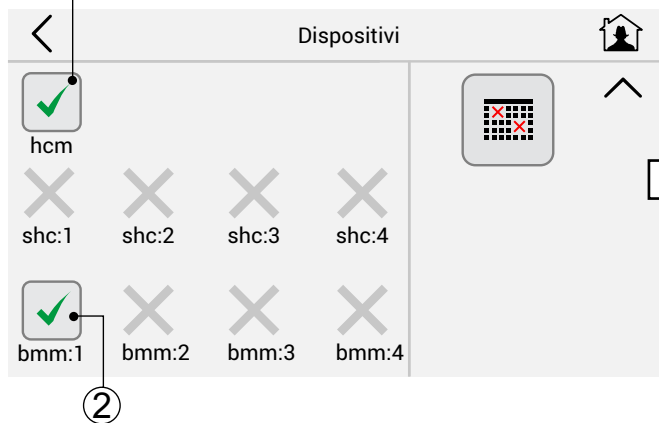 Dispositivi
hcm
shc:1 shc:2 shc:3 shc:4
bmm:1 bmm:2 bmm:3 bmm:4
2